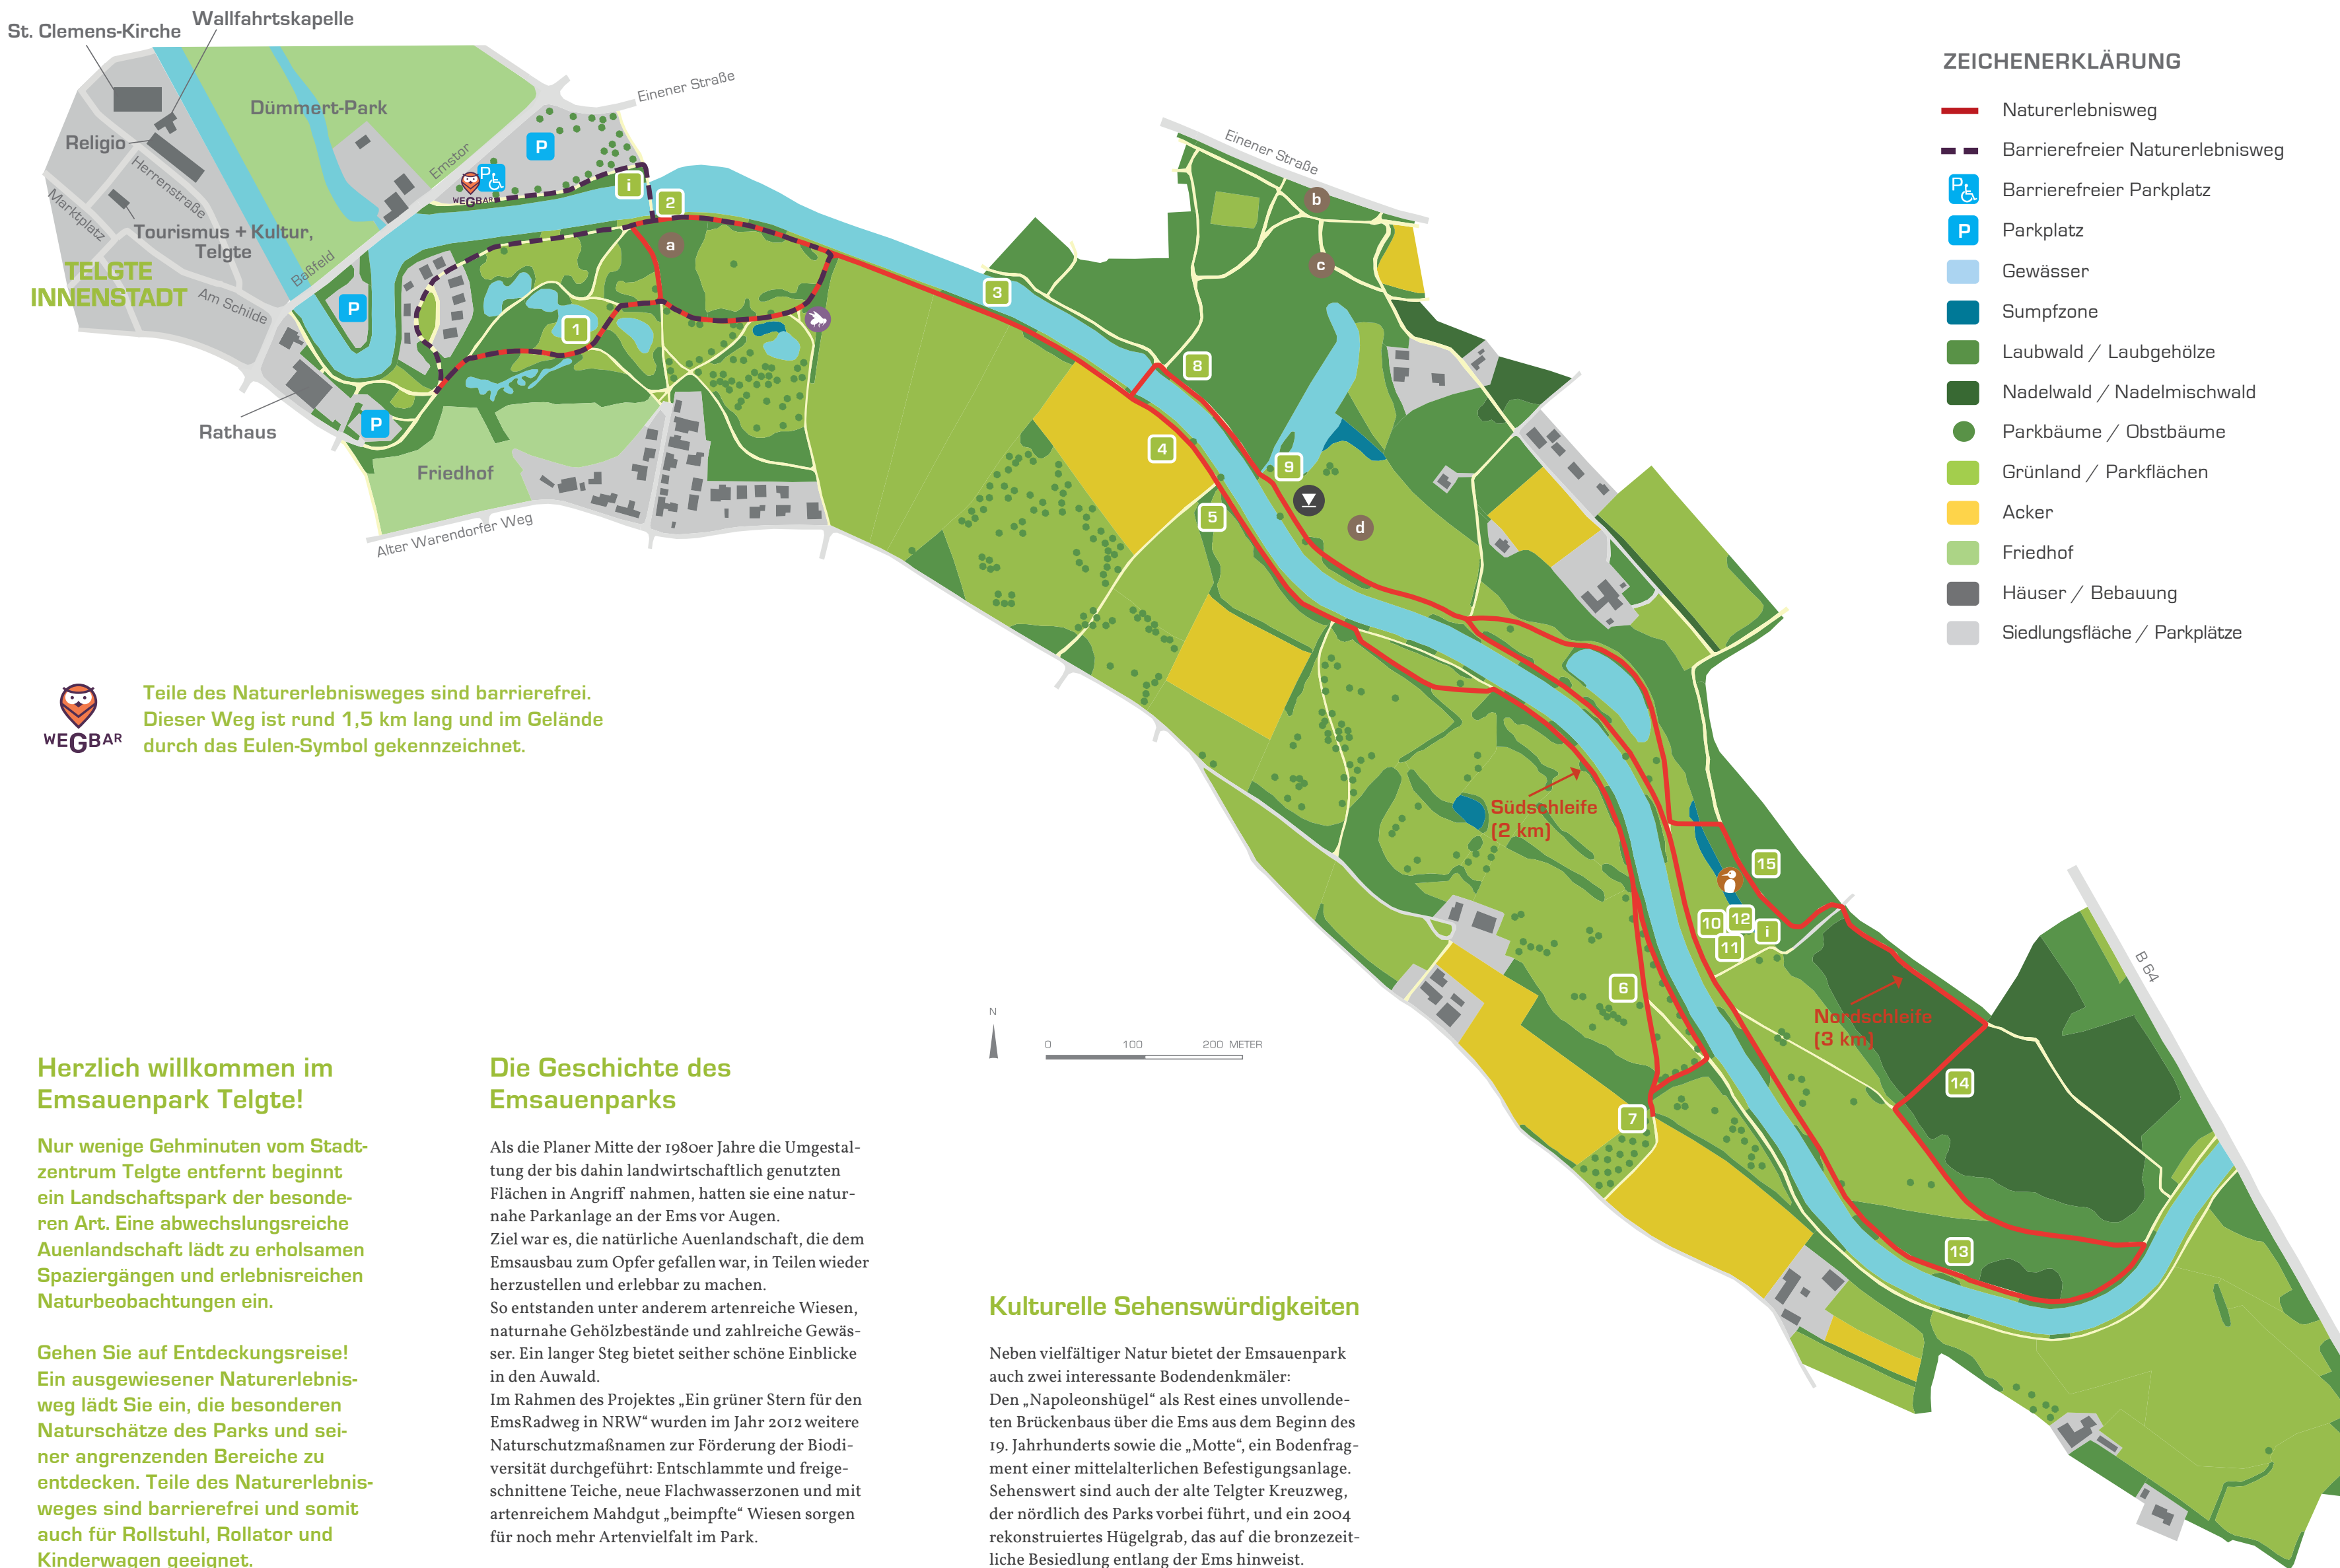 St. Clemens-Kirche
Wallfahrtskapelle
Religio
Dümmert-Park
Herrenstraße
Marktplatz
Tourismus + Kultur,
Telgte
TELGTE
INNENSTADT
Am Schilde
Baßfeld
Emstor
Einener Straße
P
P
WEGBAR
i
2
a
1
P
P
Rathaus
Friedhof
Alter Warendorfer Weg
Einener Straße
b
c
3
8
4
9
5
d
Südschleife
(2 km)
15
10
12
i
11
6
7
Nordschleife
(3 km)
14
13
B 64
ZEICHENERKLÄRUNG
Naturerlebnisweg
Barrierefreier Naturerlebnisweg
P
Barrierefreier Parkplatz
P
Parkplatz
Gewässer
Sumpfzone
Laubwald / Laubgehölze
Nadelwald / Nadelmischwald
Parkbäume / Obstbäume
Grünland / Parkflächen
Acker
Friedhof
Häuser / Bebauung
Siedlungsfläche / Parkplätze
WEGBAR
Teile des Naturerlebnisweges sind barrierefrei.
Dieser Weg ist rund 1,5 km lang und im Gelände
durch das Eulen-Symbol gekennzeichnet.
N
0 100 200 METER
Herzlich willkommen im
Emsauenpark Telgte!
Nur wenige Gehminuten vom Stadt-
zentrum Telgte entfernt beginnt
ein Landschaftspark der besonde-
ren Art. Eine abwechslungsreiche
Auenlandschaft lädt zu erholsamen
Spaziergängen und erlebnisreichen
Naturbeobachtungen ein.
Gehen Sie auf Entdeckungsreise!
Ein ausgewiesener Naturerlebnis-
weg lädt Sie ein, die besonderen
Naturschätze des Parks und sei-
ner angrenzenden Bereiche zu
entdecken. Teile des Naturerlebnis-
weges sind barrierefrei und somit
auch für Rollstuhl, Rollator und
Kinderwagen geeignet.
Die Geschichte des
Emsauenparks
Als die Planer Mitte der 1980er Jahre die Umgestal-
tung der bis dahin landwirtschaftlich genutzten
Flächen in Angriff nahmen, hatten sie eine natur-
nahe Parkanlage an der Ems vor Augen.
Ziel war es, die natürliche Auenlandschaft, die dem
Emsausbau zum Opfer gefallen war, in Teilen wieder
herzustellen und erlebbar zu machen.
So entstanden unter anderem artenreiche Wiesen,
naturnahe Gehölzbestände und zahlreiche Gewäs-
ser. Ein langer Steg bietet seither schöne Einblicke
in den Auwald.
Im Rahmen des Projektes „Ein grüner Stern für den
EmsRadweg in NRW“ wurden im Jahr 2012 weitere
Naturschutzmaßnamen zur Förderung der Biodi-
versität durchgeführt: Entschlammte und freige-
schnittene Teiche, neue Flachwasserzonen und mit
artenreichem Mahdgut „beimpfte“ Wiesen sorgen
für noch mehr Artenvielfalt im Park.
Kulturelle Sehenswürdigkeiten
Neben vielfältiger Natur bietet der Emsauenpark
auch zwei interessante Bodendenkmäler:
Den „Napoleonshügel“ als Rest eines unvollende-
ten Brückenbaus über die Ems aus dem Beginn des
19. Jahrhunderts sowie die „Motte“, ein Bodenfrag-
ment einer mittelalterlichen Befestigungsanlage.
Sehenswert sind auch der alte Telgter Kreuzweg,
der nördlich des Parks vorbei führt, und ein 2004
rekonstruiertes Hügelgrab, das auf die bronzezeit-
liche Besiedlung entlang der Ems hinweist.